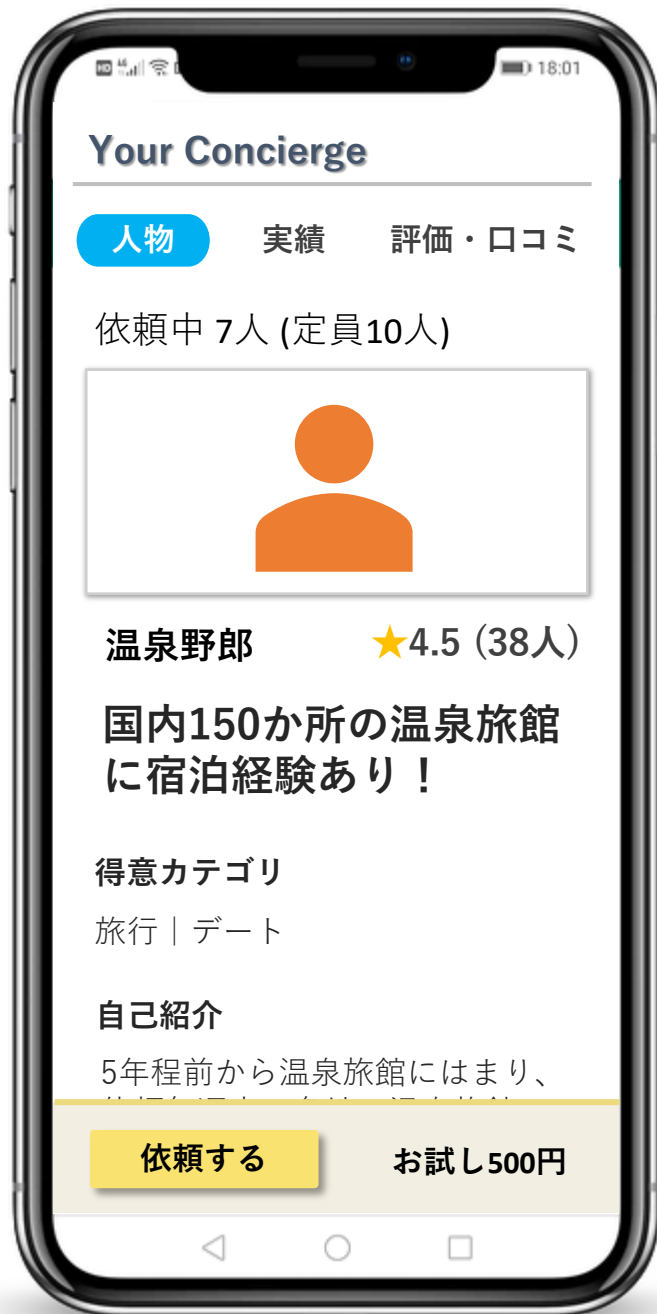 HD 46 18:01
Your Concierge
人物 実績 評価・口コミ
依頼中 7人 (定員10人)
温泉野郎 ★4.5 (38人)
国内150か所の温泉旅館
に宿泊経験あり！
得意カテゴリ
旅行｜デート
自己紹介
5年程前から温泉旅館にはまり、
依頼する お試し500円